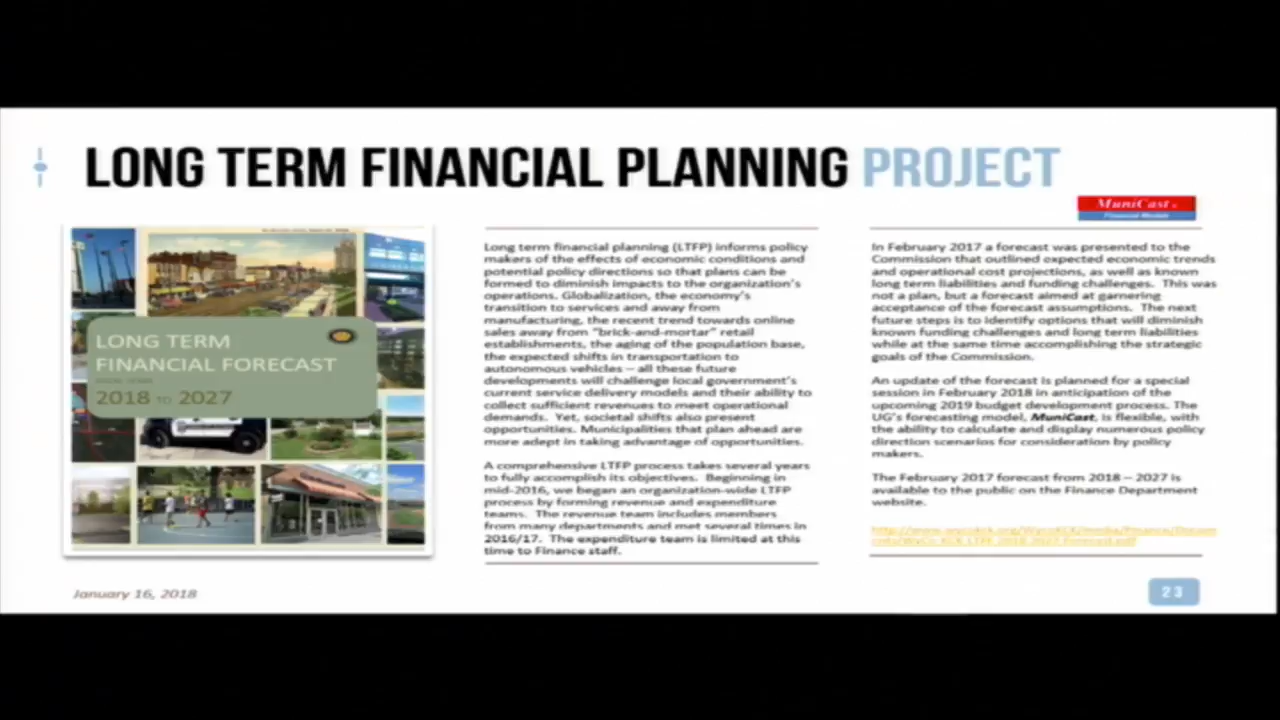 LONG TERM FINANCIAL PLANNING PROJECT
MuniCast
Financial Models
LONG TERM
FINANCIAL FORECAST
2018 TO 2027
Long term financial planning (LTFP) informs policy
makers of the effects of economic conditions and
potential policy directions so that plans can be
formed to diminish impacts to the organization's
operations. Globalization, the economy's
transition to services and away from
manufacturing, the recent trend towards online
sales away from "brick-and-mortar" retail
establishments, the aging of the population base,
the expected shifts in transportation to
autonomous vehicles – all these future
developments will challenge local government's
current service delivery models and their ability to
collect sufficient revenues to meet operational
demands. Yet, societal shifts also present
opportunities. Municipalities that plan ahead are
more adept in taking advantage of opportunities.
A comprehensive LTFP process takes several years
to fully accomplish its objectives. Beginning in
mid-2016, we began an organization-wide LTFP
process by forming revenue and expenditure
teams. The revenue team includes members
from many departments and met several times in
2016/17. The expenditure team is limited at this
time to Finance staff.
In February 2017 a forecast was presented to the
Commission that outlined expected economic trends
and operational cost projections, as well as known
long term liabilities and funding challenges. This was
not a plan, but a forecast aimed at garnering
acceptance of the forecast assumptions. The next
future steps is to identify options that will diminish
known funding challenges and long term liabilities
while at the same time accomplishing the strategic
goals of the Commission.
An update of the forecast is planned for a special
session in February 2018 in anticipation of the
upcoming 2019 budget development process. The
UG's forecasting model, MuniCast, is flexible, with
the ability to calculate and display numerous policy
direction scenarios for consideration by policy
makers.
The February 2017 forecast from 2018 – 2027 is
available to the public on the Finance Department
website.
January 16, 2018
23